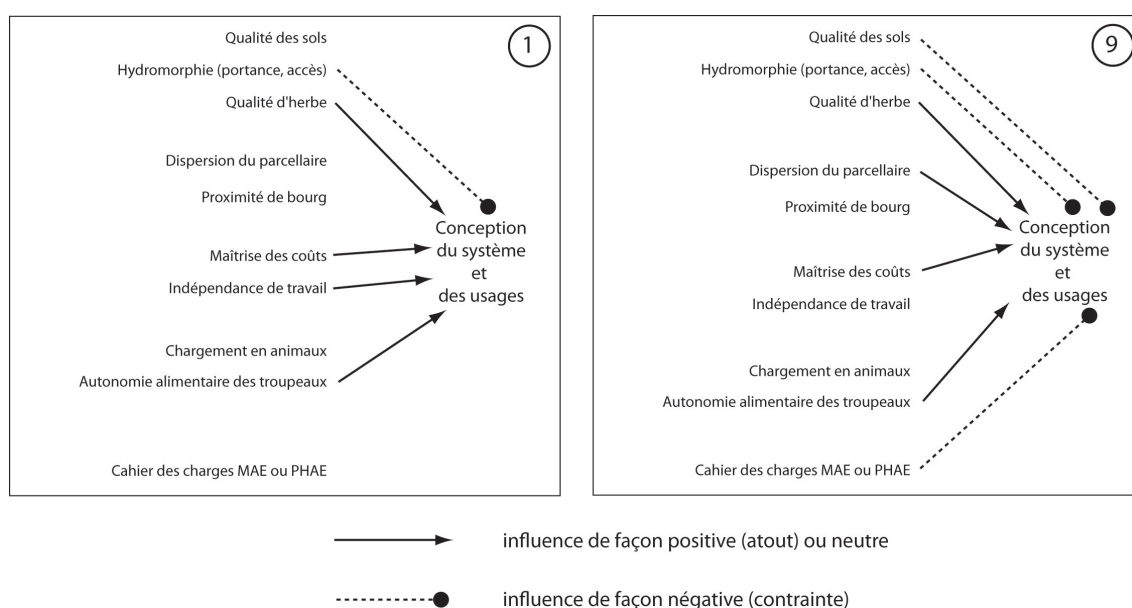 1
Qualité des sols
Hydromorphie (portance, accès)
Qualité d'herbe
Dispersion du parcellaire
Proximité de bourg
Conception
du système
et
des usages
Maîtrise des coûts
Indépendance de travail
Chargement en animaux
Autonomie alimentaire des troupeaux
Cahier des charges MAE ou PHAE
9
Qualité des sols
Hydromorphie (portance, accès)
Qualité d'herbe
Dispersion du parcellaire
Proximité de bourg
Conception
du système
et
des usages
Maîtrise des coûts
Indépendance de travail
Chargement en animaux
Autonomie alimentaire des troupeaux
Cahier des charges MAE ou PHAE
influence de façon positive (atout) ou neutre
influence de façon négative (contrainte)